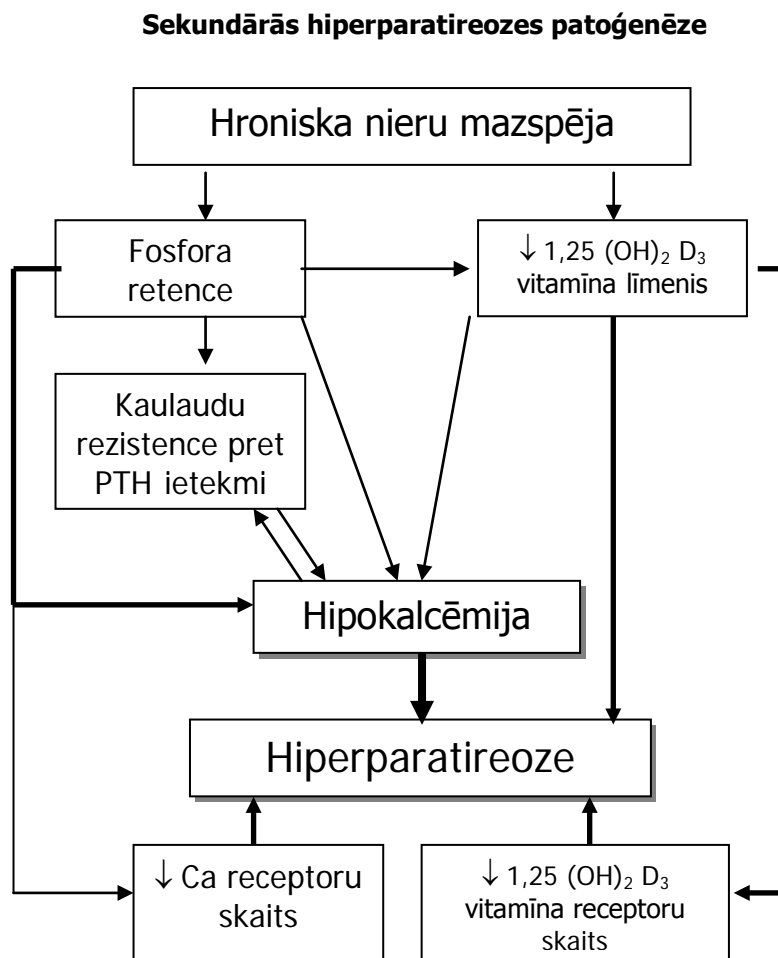 Sekundārās hiperparatireozes patoģenēze
Hroniska nieru mazspēja
Fosfora
retence
↓ 1,25 (OH)₂ D₃
vitamīna līmenis
Kaulaudu
rezistence pret
PTH ietekmi
Hipokalcēmija
Hiperparatireoze
↓ Ca receptoru
skaits
↓ 1,25 (OH)₂ D₃
vitamīna receptoru
skaits